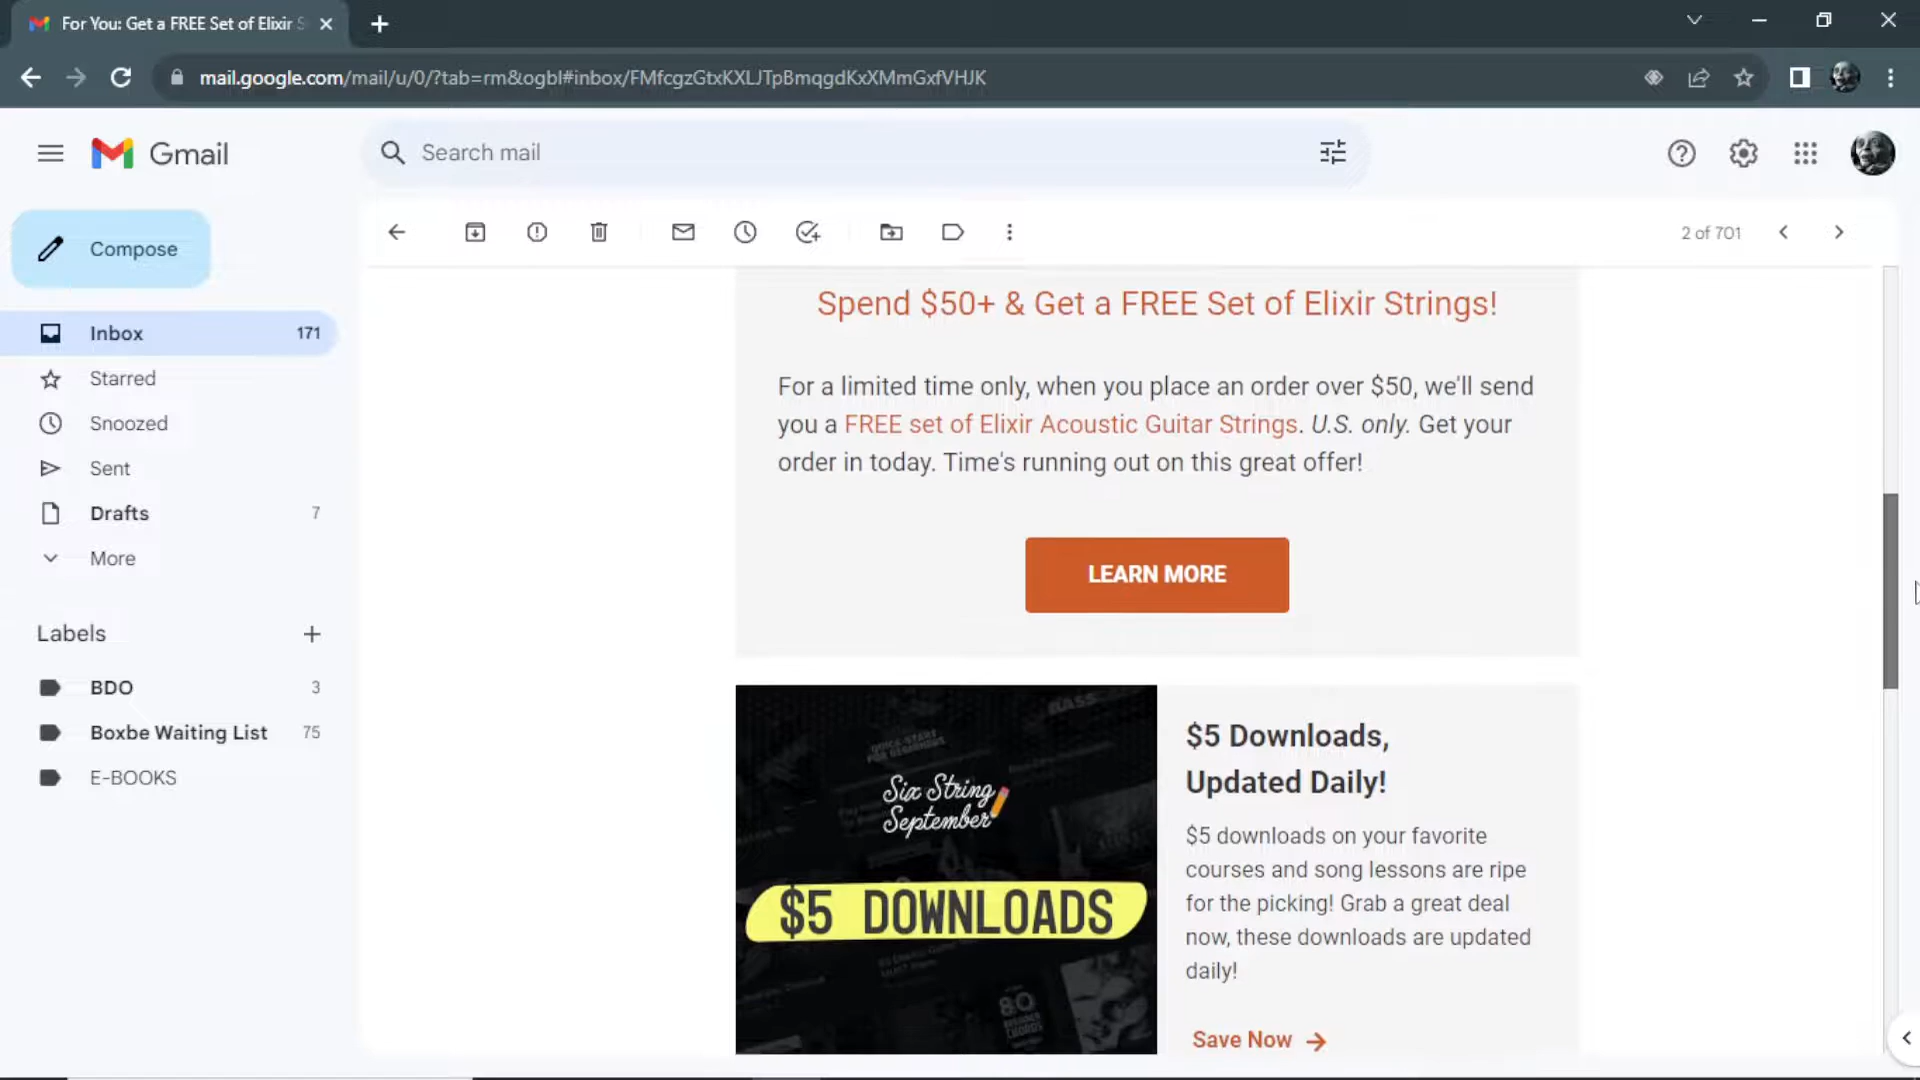 For You: Get a FREE Set of Elixir S
mail.google.com/mail/u/0/?tab=rm&ogbl#inbox/FMfcgzGtxKXLJTpBmqgdKxXMmGxfVHJK
Gmail
Search mail
Compose
2 of 701
Inbox 171
Starred
Snoozed
Sent
Drafts 7
More
Labels
BDO 3
Boxbe Waiting List 75
E-BOOKS
Spend $50+ & Get a FREE Set of Elixir Strings!
For a limited time only, when you place an order over $50, we'll send
you a FREE set of Elixir Acoustic Guitar Strings. U.S. only. Get your
order in today. Time's running out on this great offer!
LEARN MORE
BASS
QUICK-START
FOR BEGINNERS
Six String
September
$5 DOWNLOADS
80
$5 Downloads,
Updated Daily!
$5 downloads on your favorite
courses and song lessons are ripe
for the picking! Grab a great deal
now, these downloads are updated
daily!
Save Now